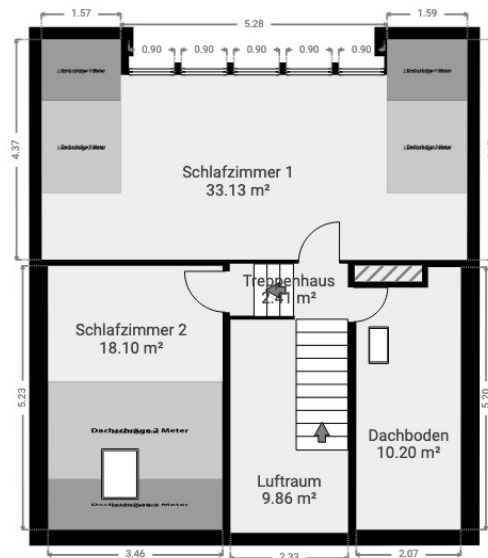 1.57
5.28
1.59
0.90 0.90 0.90 0.90 0.90
4.37
Schlafzimmer 1
33.13 m²
Treppenhaus
2.41 m²
Schlafzimmer 2
18.10 m²
5.23
5.20
Dachschräge 2 Meter
Dachboden
10.20 m²
Luftraum
9.86 m²
3.46
2.33
2.07